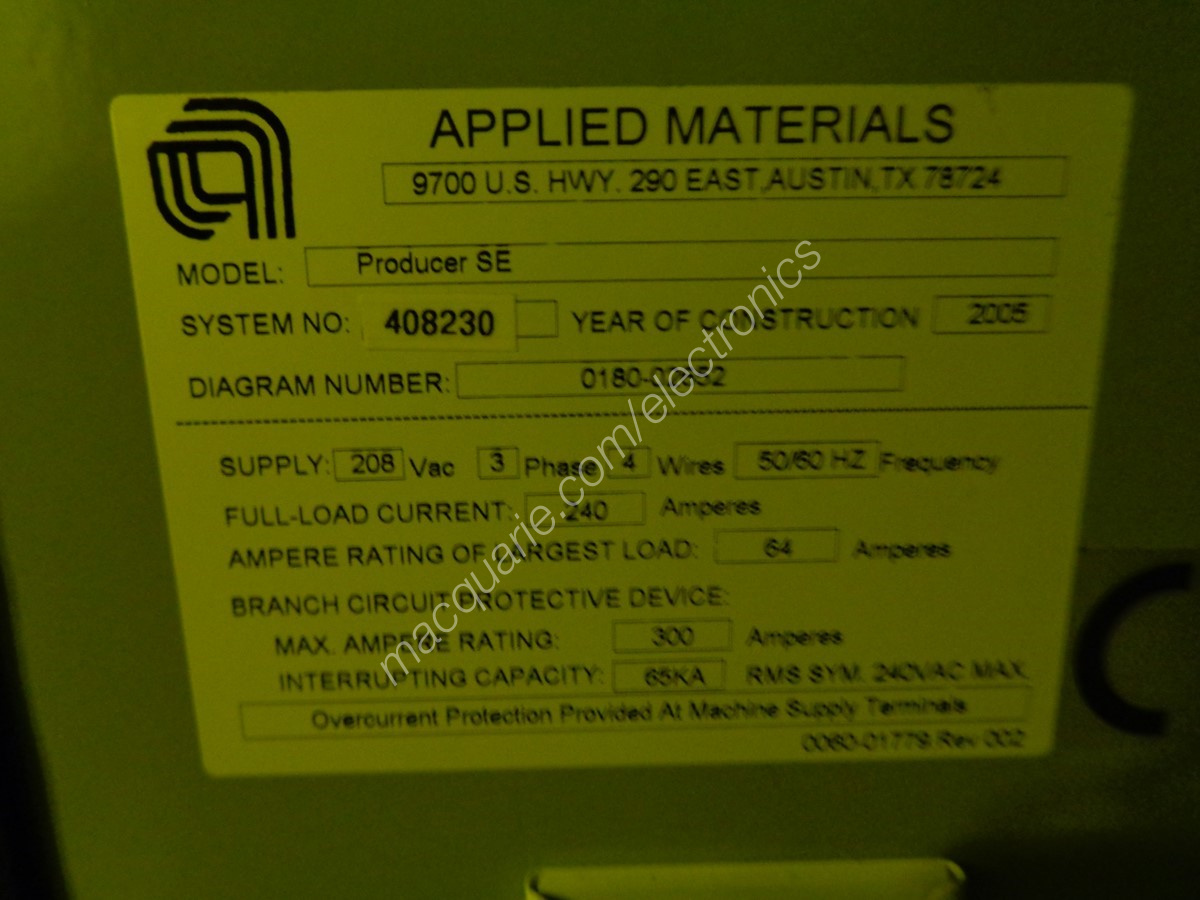 APPLIED MATERIALS
9700 U.S. HWY. 290 EAST, AUSTIN, TX 78724
MODEL: Producer SE
SYSTEM NO: 408230 YEAR OF CONSTRUCTION 2005
DIAGRAM NUMBER:
SUPPLY: 208 Vac 3 Phase 4 Wires 50/60 HZ Frequency
FULL-LOAD CURRENT: 240 Amperes
AMPERE RATING OF LARGEST LOAD: 64 Amperes
BRANCH CIRCUIT PROTECTIVE DEVICE:
MAX. AMPERE RATING: 300 Amperes
INTERRUPTING CAPACITY: 65KA RMS SYM. 240VAC MAX.
Overcurrent Protection Provided At Machine Supply Terminals
0060-01779 Rev 002
macquarie.com/electronics